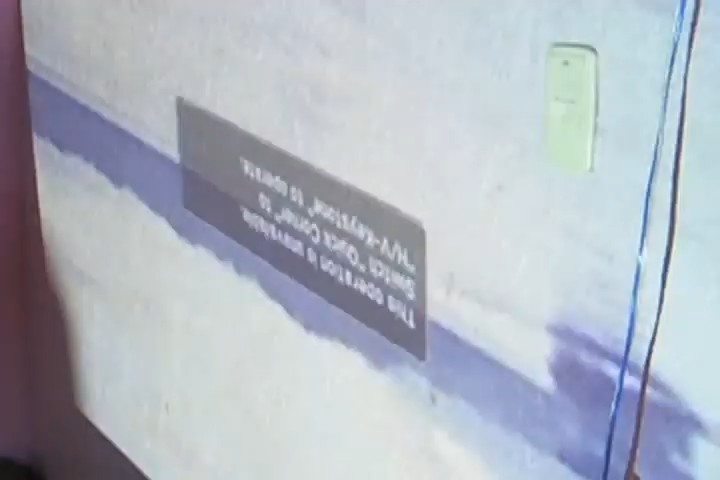 This operation is unavailable.
Switch "Quick Corner" to
"H/V-Keystone" to operate.